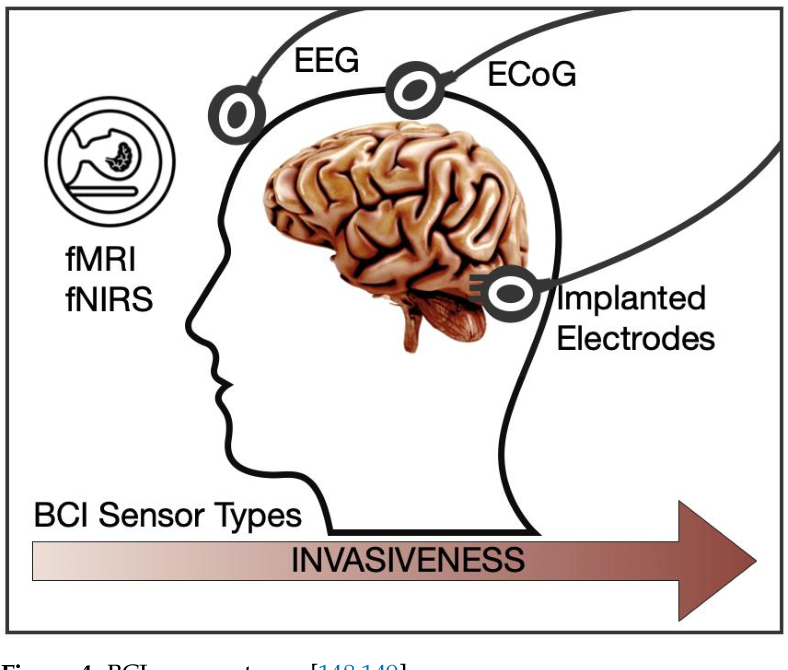 EEG
ECoG
fMRI
fNIRS
Implanted
Electrodes
BCI Sensor Types
INVASIVENESS